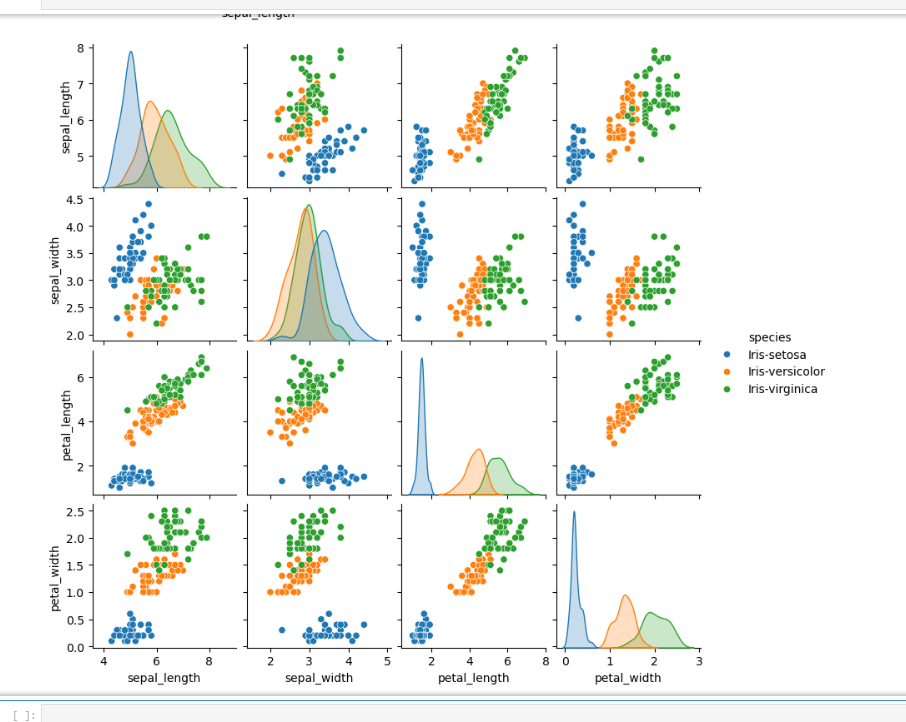 sepal_length
8
7
6
5
sepal_length
4.5
4.0
3.5
3.0
2.5
2.0
sepal_width
species
Iris-setosa
Iris-versicolor
Iris-virginica
6
4
2
petal_length
2.5
2.0
1.5
1.0
0.5
0.0
petal_width
4 6 8 2 3 4 5 2 4 6 8 0 1 2 3
sepal_length sepal_width petal_length petal_width
[ ]: